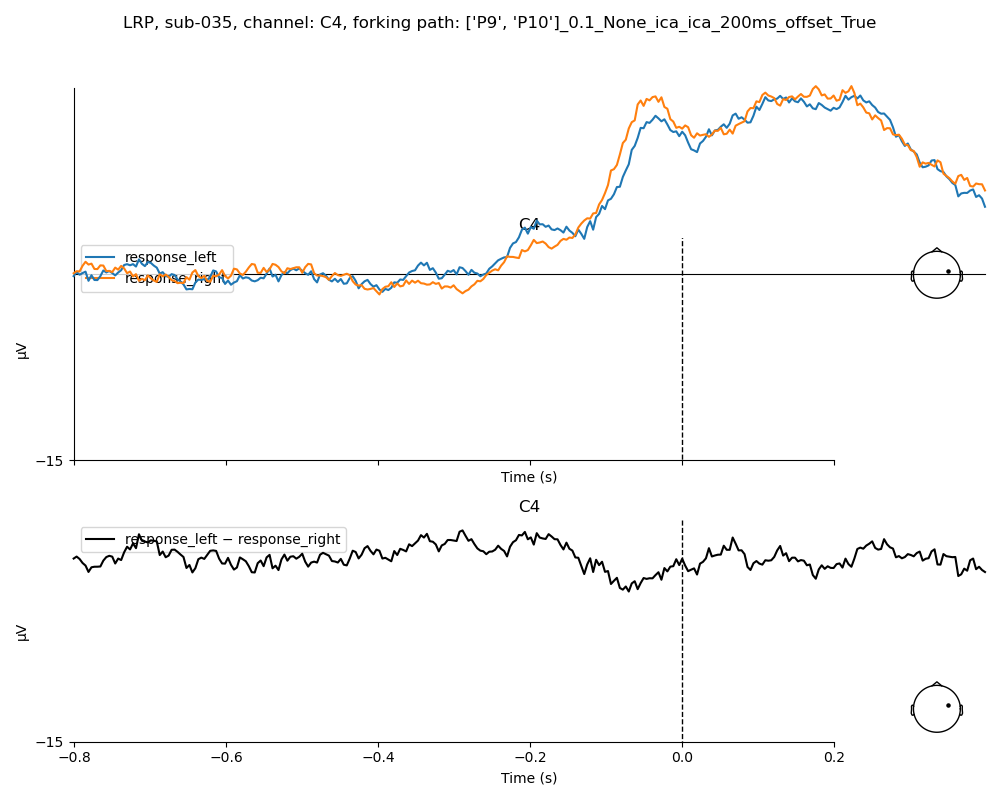 LRP, sub-035, channel: C4, forking path: ['P9', 'P10']_0.1_None_ica_ica_200ms_offset_True
C4
response_left
response_right
µV
−15
Time (s)
C4
response_left − response_right
µV
−15
−0.8 −0.6 −0.4 −0.2 0.0 0.2
Time (s)